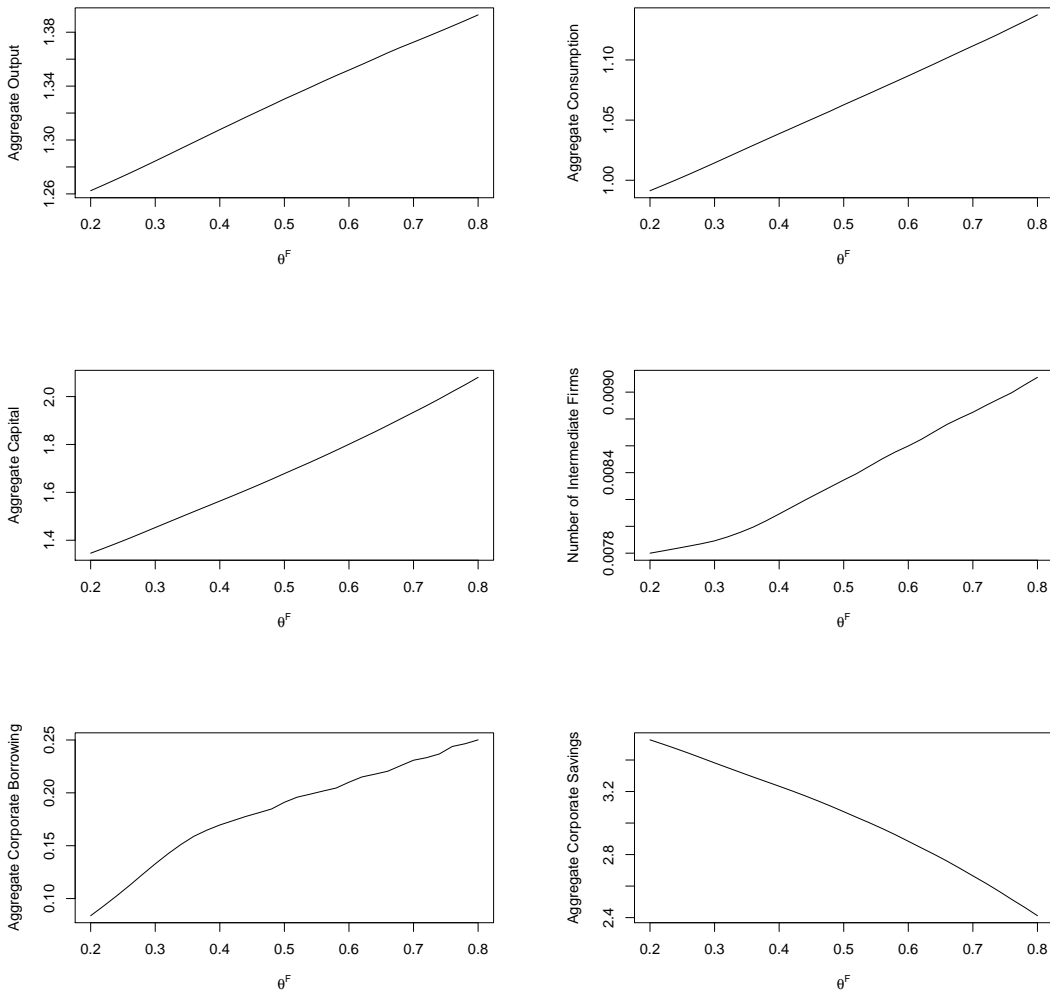 Aggregate Output
1.26 1.30 1.34 1.38
0.2 0.3 0.4 0.5 0.6 0.7 0.8
θF
Aggregate Consumption
1.00 1.05 1.10
0.2 0.3 0.4 0.5 0.6 0.7 0.8
θF
Aggregate Capital
1.4 1.6 1.8 2.0
0.2 0.3 0.4 0.5 0.6 0.7 0.8
θF
Number of Intermediate Firms
0.0078 0.0084 0.0090
0.2 0.3 0.4 0.5 0.6 0.7 0.8
θF
Aggregate Corporate Borrowing
0.10 0.15 0.20 0.25
0.2 0.3 0.4 0.5 0.6 0.7 0.8
θF
Aggregate Corporate Savings
2.4 2.8 3.2
0.2 0.3 0.4 0.5 0.6 0.7 0.8
θF